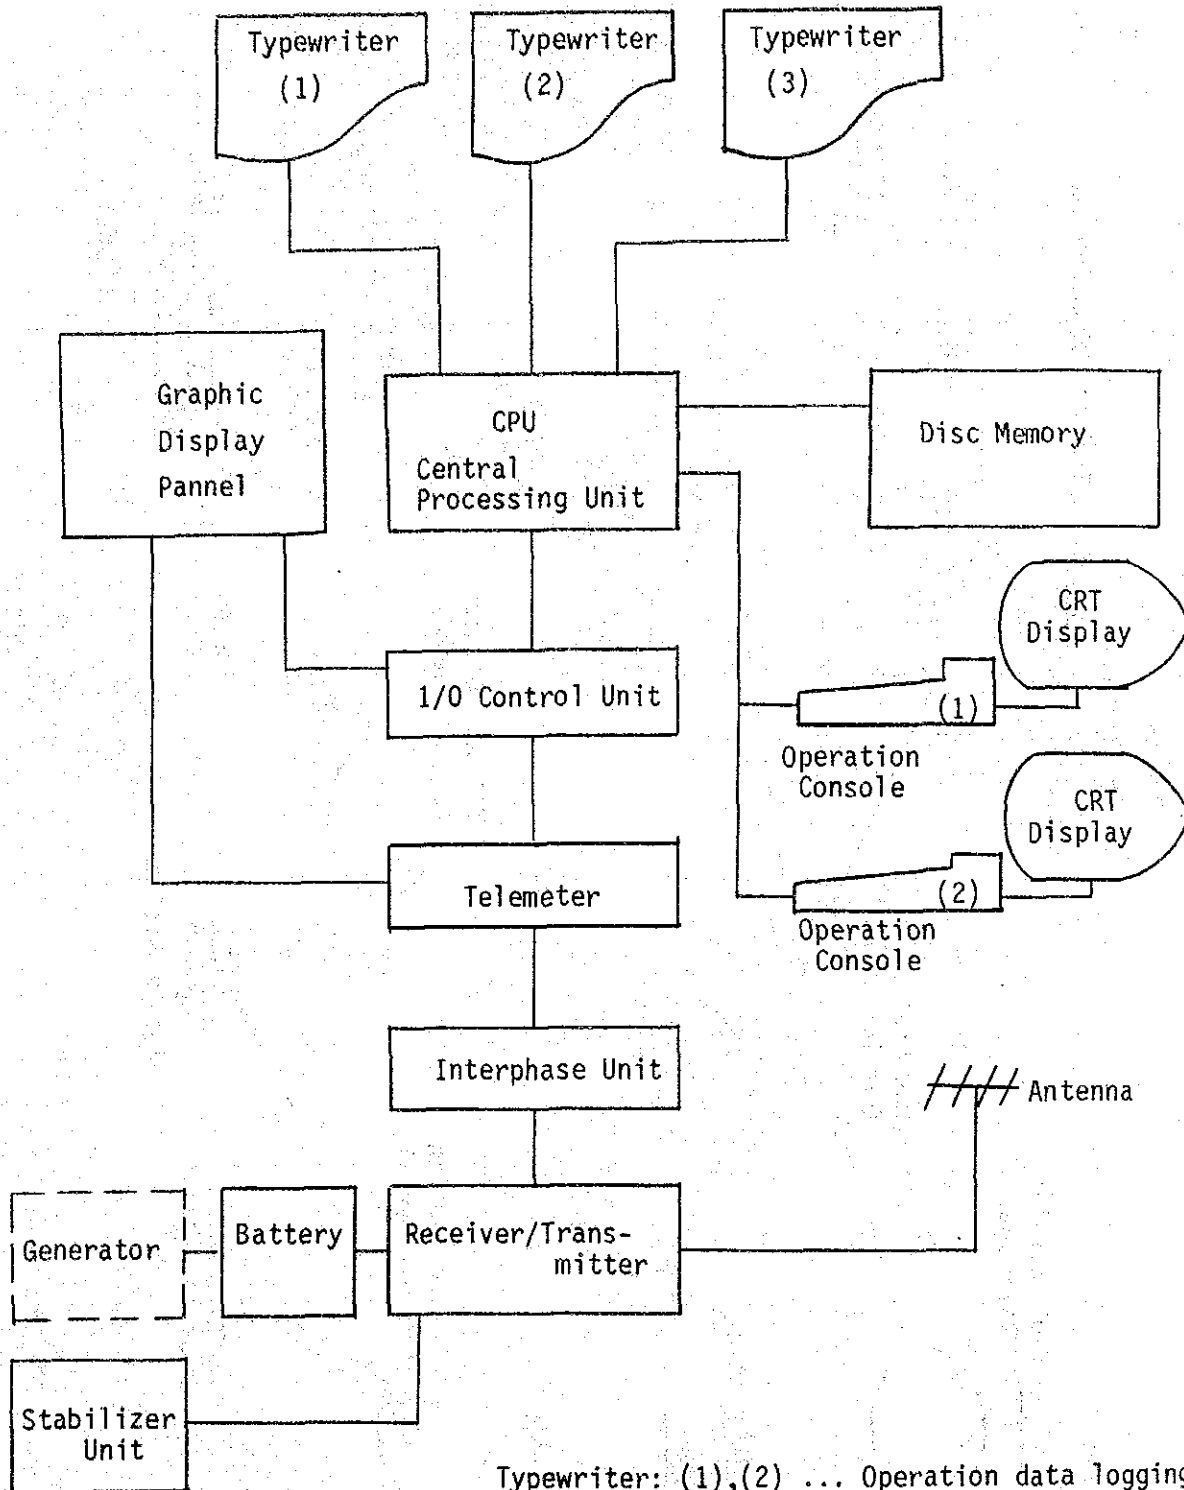 Typewriter
(1)
Typewriter
(2)
Typewriter
(3)
Graphic
Display
Pannel
CPU
Central
Processing Unit
Disc Memory
CRT
Display
1/0 Control Unit
(1)
Operation
Console
CRT
Display
Telemeter
(2)
Operation
Console
Interphase Unit
Antenna
Generator
Battery
Receiver/Trans-
mitter
Stabilizer
Unit
Typewriter: (1),(2) ... Operation data logging